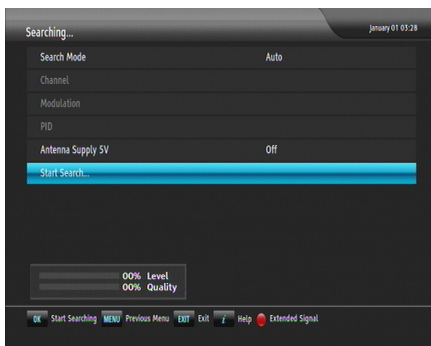 Searching...
January 01 03:28
Search Mode Auto
Channel
Modulation
PID
Antenna Supply 5V Off
Start Search...
00% Level
00% Quality
OK Start Searching MENU Previous Menu EXIT Exit i Help Extended Signal